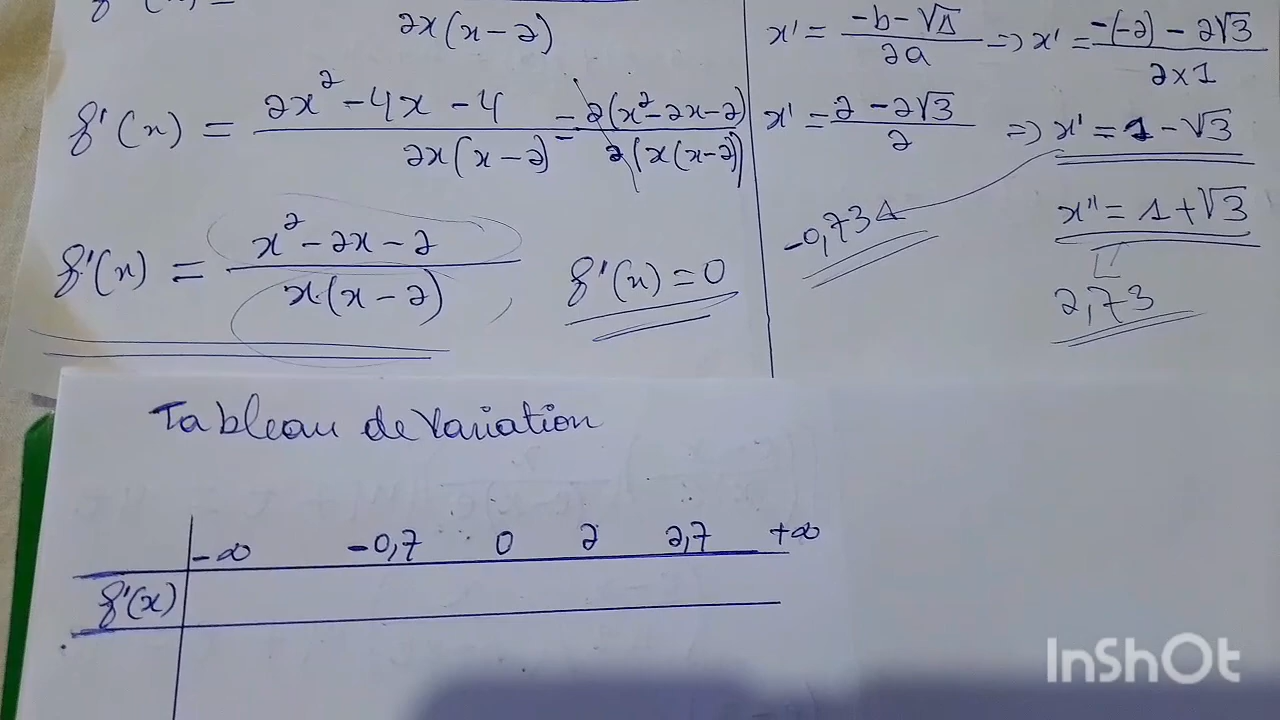 2x(x-2)
f'(x) = 2x² - 4x - 4 / 2x(x-2) = 2(x²-2x-2) / 2(x(x-2))
f'(x) = x² - 2x - 2 / x.(x-2)
f'(x) = 0
x' = -b - √Δ / 2a => x' = -(-2) - 2√3 / 2×1
x' = 2 - 2√3 / 2 => x' = 1 - √3
-0,73
x'' = 1 + √3
2,73
Tableau de Variation
-∞ -0,7 0 2 2,7 +∞
f'(x)
InShOt